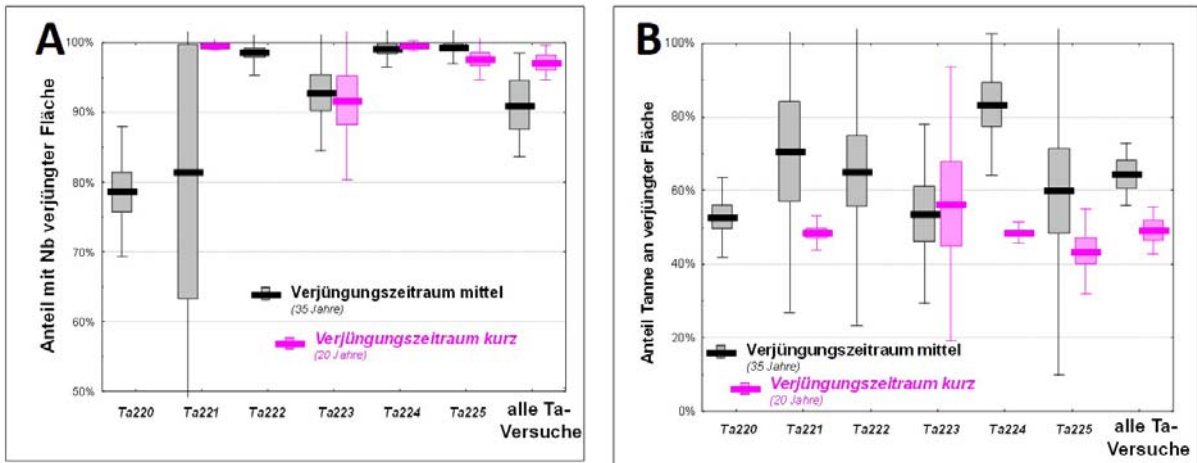 A
Anteil mit Nb verjüngter Fläche
100%
90%
80%
70%
60%
50%
Verjüngungszeitraum mittel
(35 Jahre)
Verjüngungszeitraum kurz
(20 Jahre)
Ta220 Ta221 Ta222 Ta223 Ta224 Ta225 alle Ta-
Versuche
B
Anteil Tanne an verjüngter Fläche
100%
80%
60%
40%
20%
0%
Verjüngungszeitraum mittel
(35 Jahre)
Verjüngungszeitraum kurz
(20 Jahre)
Ta220 Ta221 Ta222 Ta223 Ta224 Ta225 alle Ta-
Versuche